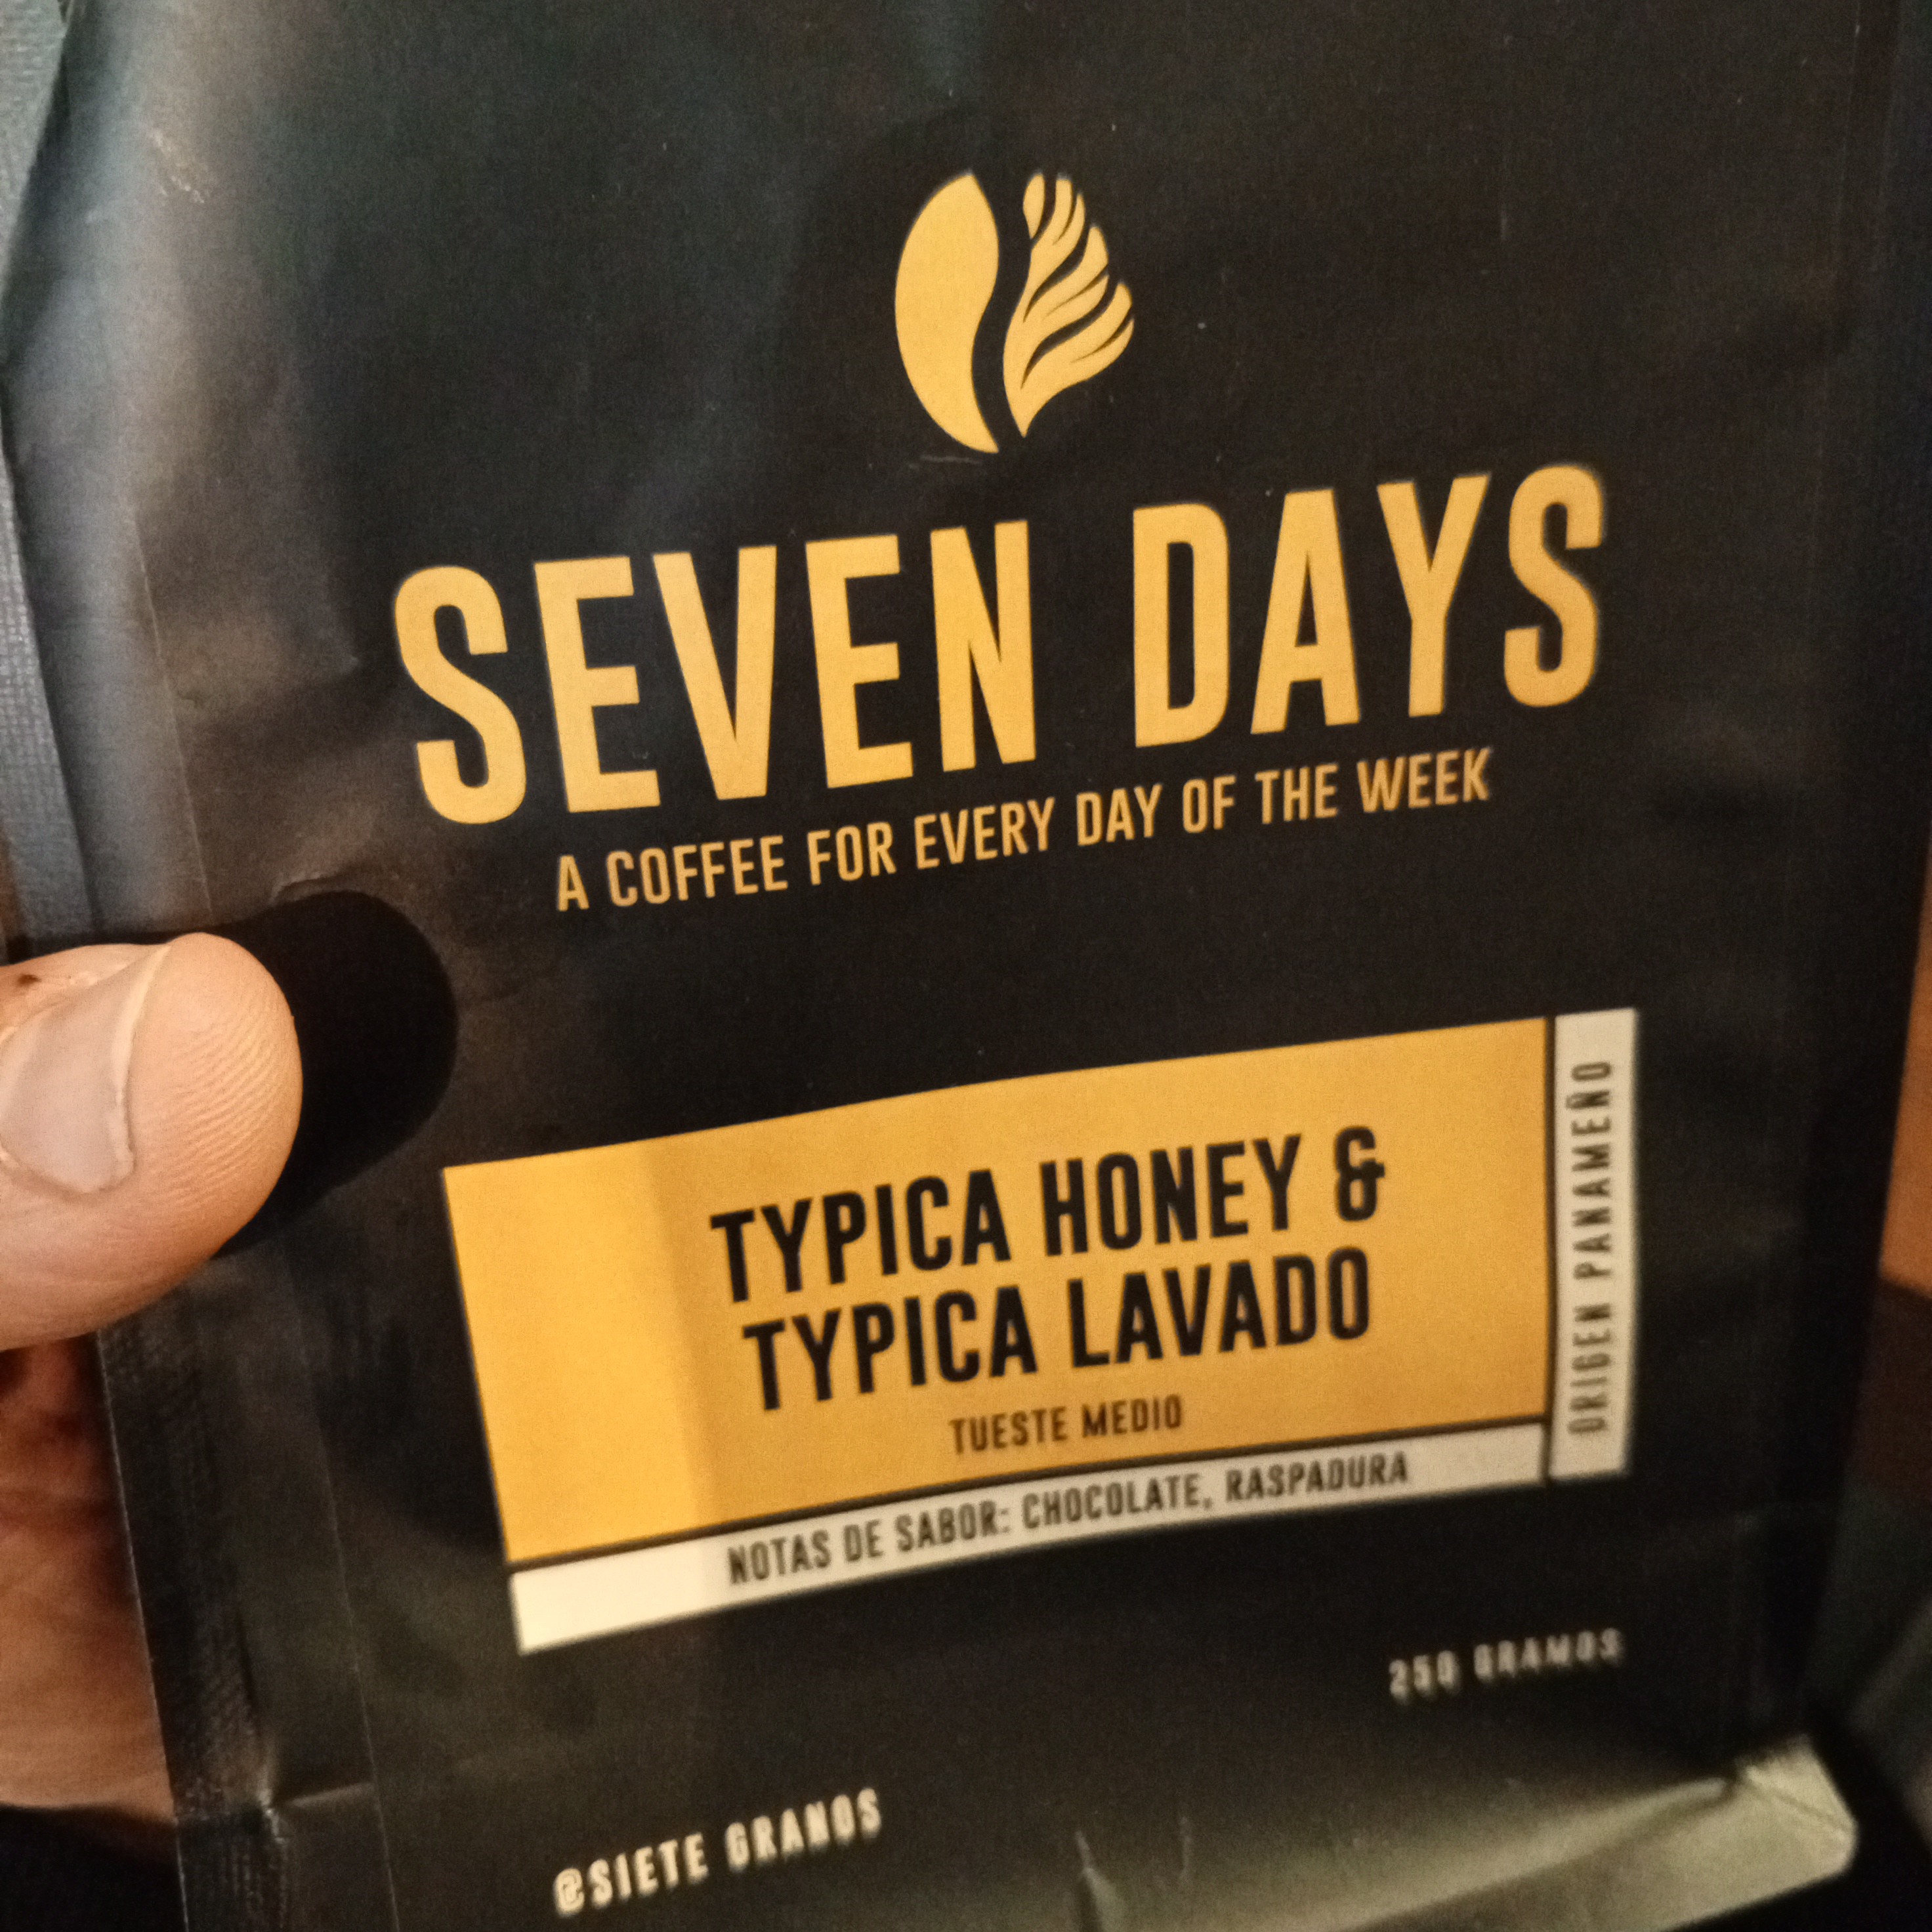 SEVEN DAYS
A COFFEE FOR EVERY DAY OF THE WEEK
TYPICA HONEY &
TYPICA LAVADO
TUESTE MEDIO
NOTAS DE SABOR: CHOCOLATE, RASPADURA
ORIGEN PANAMEÑO
250 GRAMOS
@SIETE GRANOS